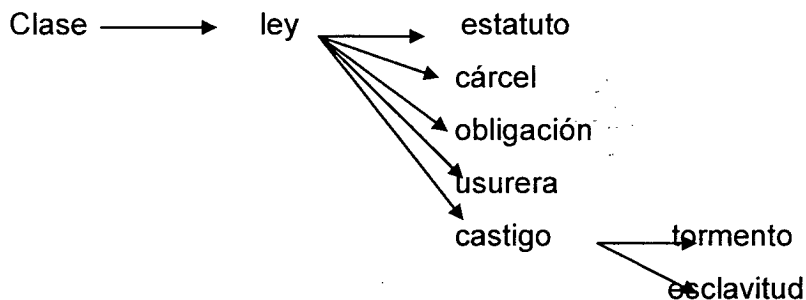 Clase ley estatuto
cárcel
obligación
usurera
castigo tormento
esclavitud